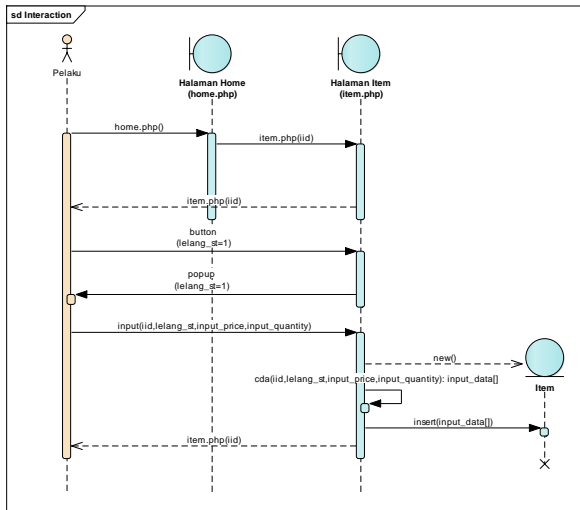 sd Interaction
Pelaku
Halaman Home
(home.php)
Halaman Item
(item.php)
home.php()
item.php(iid)
item.php(iid)
button
(lelang_st=1)
popup
(lelang_st=1)
input(iid,lelang_st,input_price,input_quantity)
new()
Item
cda(iid,lelang_st,input_price,input_quantity): input_data[]
insert(input_data[])
item.php(iid)